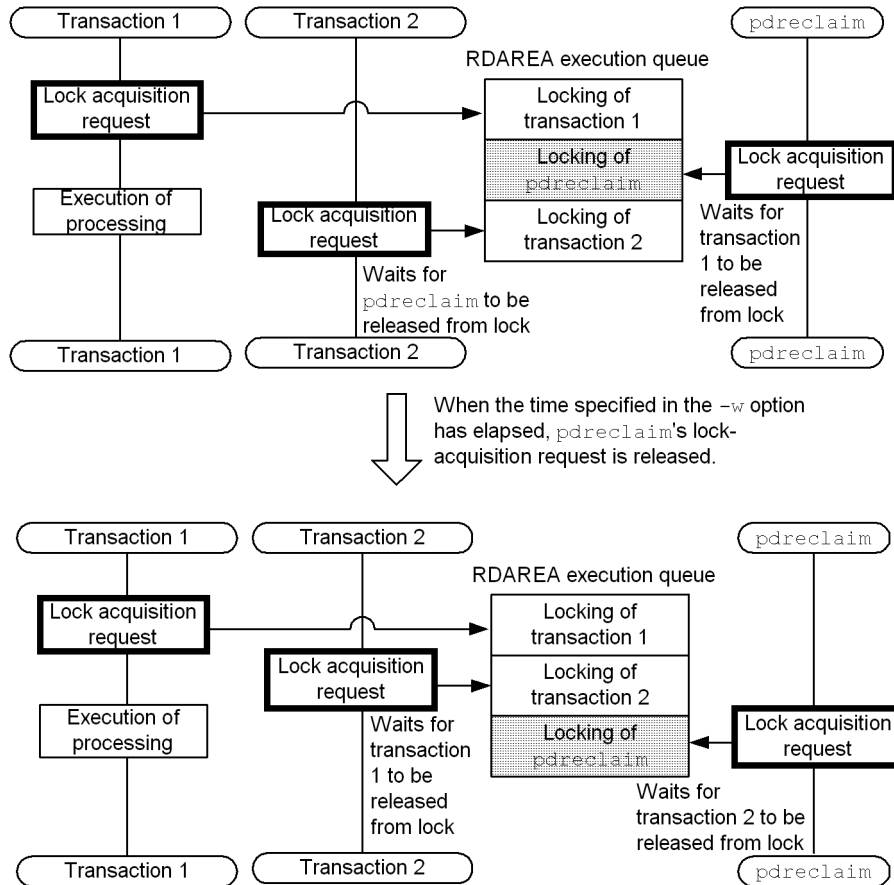 Transaction 1
Transaction 2
pdreclaim
RDAREA execution queue
Lock acquisition
request
Locking of
transaction 1
Locking of
pdreclaim
Lock acquisition
request
Execution of
processing
Lock acquisition
request
Locking of
transaction 2
Waits for
transaction
1 to be
released
from lock
Waits for
pdreclaim to be
released from lock
Transaction 1
Transaction 2
pdreclaim
When the time specified in the -w option
has elapsed, pdreclaim's lock-
acquisition request is released.
Transaction 1
Transaction 2
pdreclaim
RDAREA execution queue
Lock acquisition
request
Locking of
transaction 1
Lock acquisition
request
Locking of
transaction 2
Execution of
processing
Waits for
transaction
1 to be
released
from lock
Locking of
pdreclaim
Lock acquisition
request
Waits for
transaction 2 to be
released from lock
Transaction 1
Transaction 2
pdreclaim